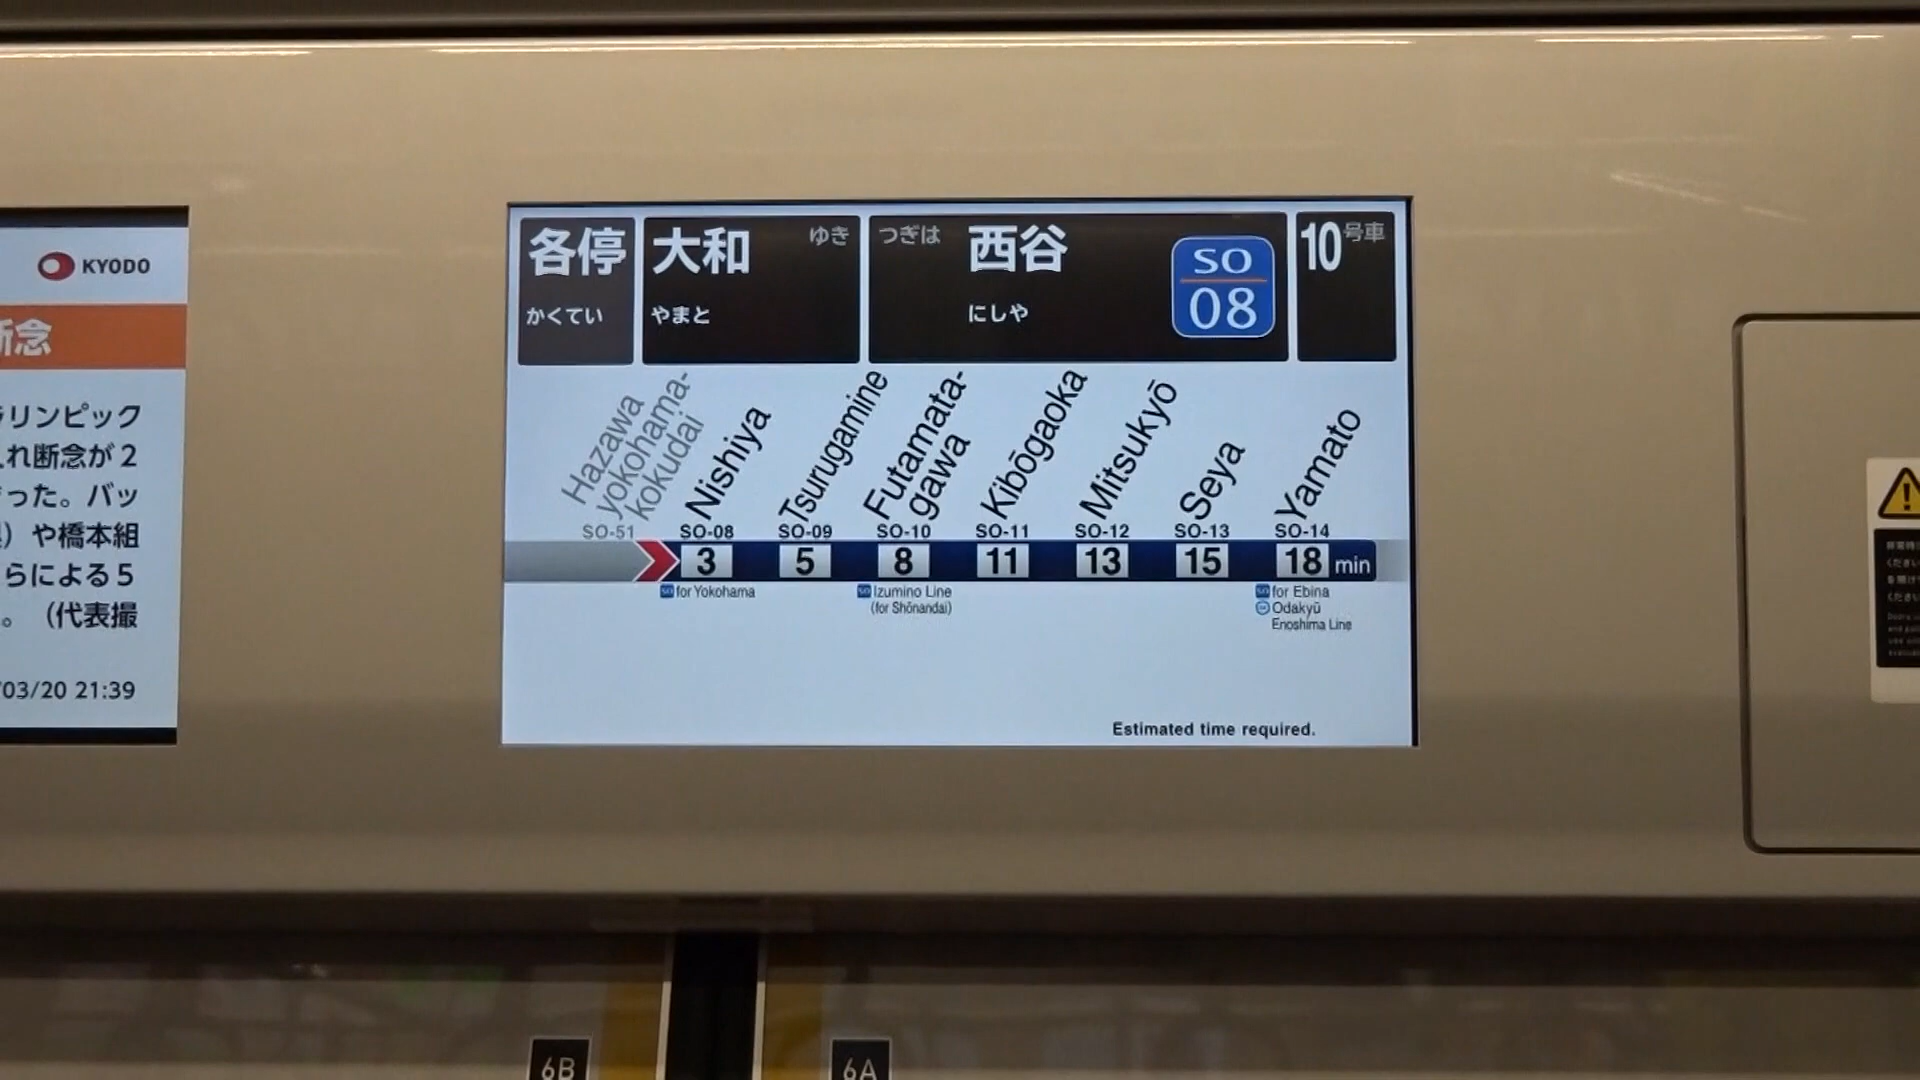 KYODO
断念
リンピック
れ断念が2
った。バッ
）や橋本組
らによる5
。（代表撮
/03/20 21:39
各停
かくてい
大和 ゆき
やまと
つぎは 西谷
にしや
SO
08
10号車
Hazawa
yokohama-
kokudai
Nishiya
Tsurugamine
Futamata-
gawa
Kibōgaoka
Mitsukyō
Seya
Yamato
SO-51 SO-08 SO-09 SO-10 SO-11 SO-12 SO-13 SO-14
3 5 8 11 13 15 18 min
for Yokohama
Izumino Line
(for Shōnandai)
for Ebina
Odakyū
Enoshima Line
Estimated time required.
6B
6A